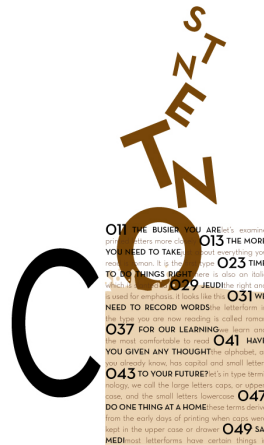 CONTENTS
011 THE BUSIER YOU ARE let's examine
printed letters more clo 013 THE MORE
YOU NEED TO TAKE out everything you
roman. It is the type 023 TIME
TO DO THINGS RIGHT here is also an itali
which is 029 JEUDI!
is used for emphasis. it looks like this 031 WE
NEED TO RECORD WORDS the letterform i
the type you are now reading is called roma
037 FOR OUR LEARNING we learn and
the most comfortable to read 041 HAVE
YOU GIVEN ANY THOUGHT the alphabet, a
you already know, has capital and small letter
043 TO YOUR FUTURE? let's in type term
nology, we call the large letters caps, or upper
case, and the small letters lowercase 047
DO ONE THING AT A HOME these terms derive
from the early days of printing when caps were
kept in the upper case or drawer 049 SA
MEDI most letterforms have certain things